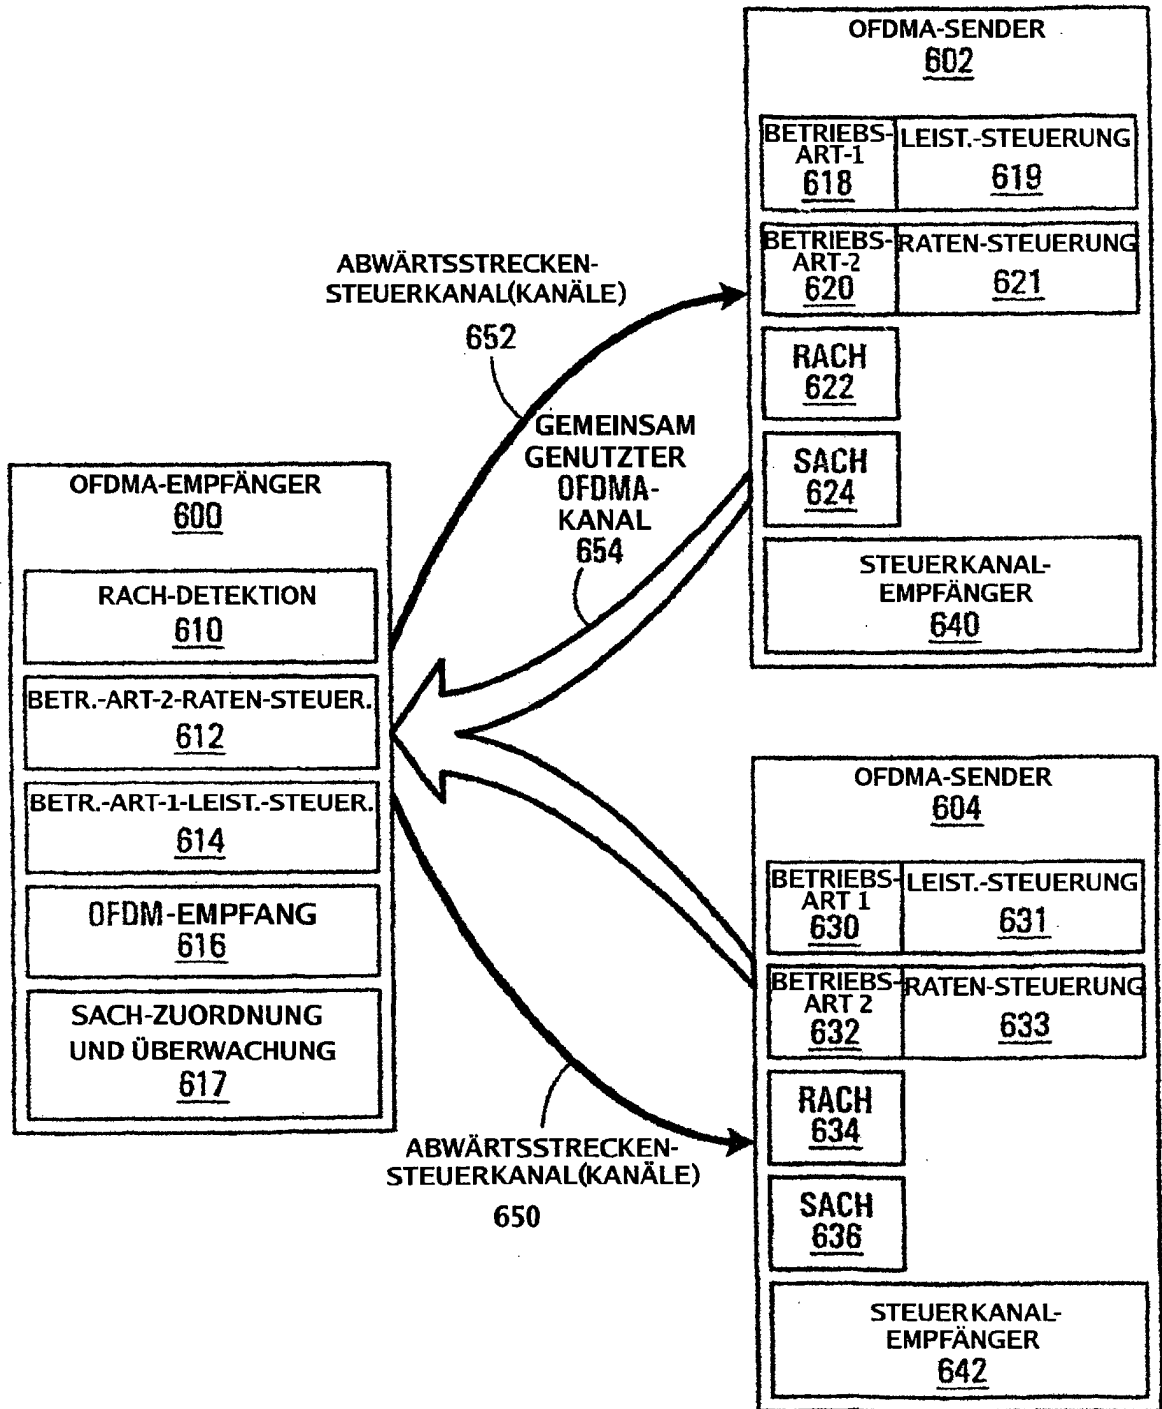 OFDMA-SENDER
602
BETRIEBS-
ART-1
618
LEIST.-STEUERUNG
619
BETRIEBS-
ART-2
620
RATEN-STEUERUNG
621
RACH
622
SACH
624
STEUERKANAL-
EMPFÄNGER
640
ABWÄRTSSTRECKEN-
STEUERKANAL(KANÄLE)
652
GEMEINSAM
GENUTZTER
OFDMA-
KANAL
654
OFDMA-EMPFÄNGER
600
RACH-DETEKTION
610
BETR.-ART-2-RATEN-STEUER.
612
BETR.-ART-1-LEIST.-STEUER.
614
OFDM-EMPFANG
616
SACH-ZUORDNUNG
UND ÜBERWACHUNG
617
ABWÄRTSSTRECKEN-
STEUERKANAL(KANÄLE)
650
OFDMA-SENDER
604
BETRIEBS-
ART 1
630
LEIST.-STEUERUNG
631
BETRIEBS-
ART 2
632
RATEN-STEUERUNG
633
RACH
634
SACH
636
STEUERKANAL-
EMPFÄNGER
642